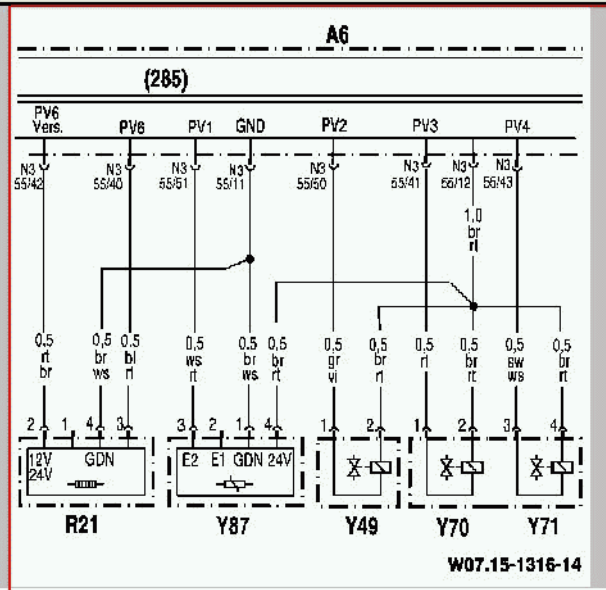 A6
(285)
PV6
Vers. PV6 PV1 GND PV2 PV3 PV4
N3 N3 N3 N3 N3 N3 N3 N3
55/42 55/40 55/51 55/11 55/50 55/41 55/12 55/43
1,0
br
rt
0.5 0,5 0.5 0.5 0.5 0,5 0.5 0,5 0.5 0,5 0,5 0,5
rt br bl ws br br gr br rt br sw br
br ws rt rt ws rt vi rt rt ws rt
2 1 4 3 3 2 1 4 1 2 1 2 3 4
12V GDN E2 E1 GDN 24V
24V
R21 Y87 Y49 Y70 Y71
W07.15-1316-14